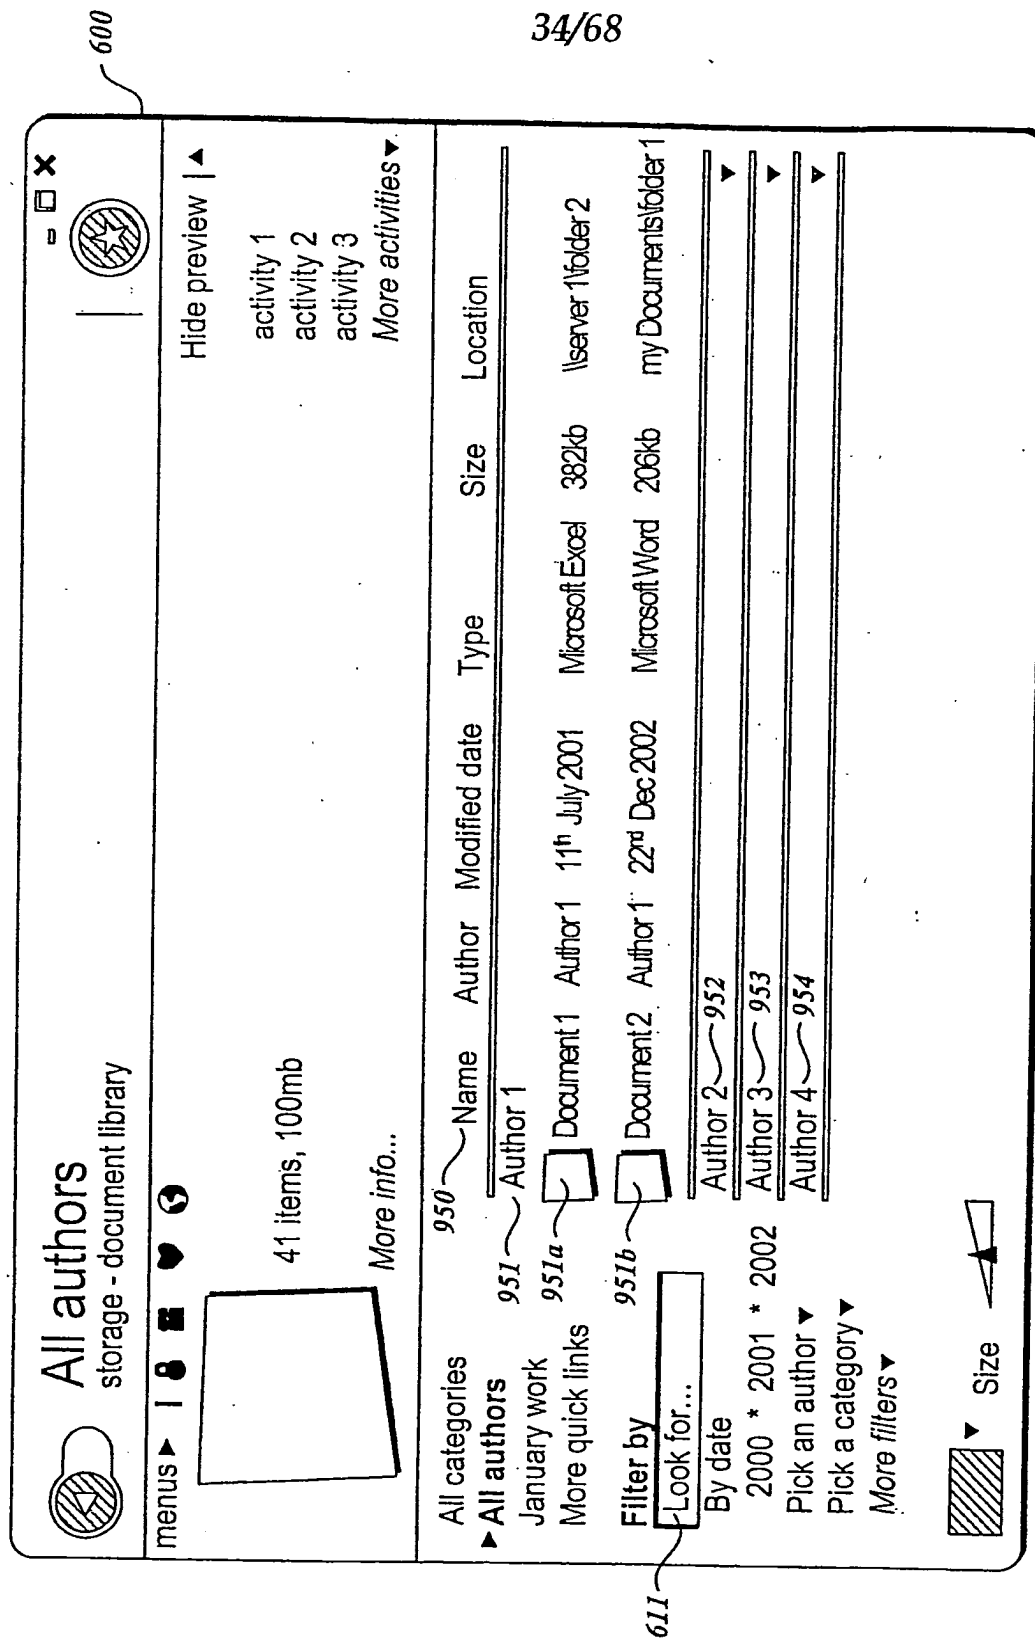 34/68
600
All authors
storage - document library
menus
41 items, 100mb
More info...
Hide preview
activity 1
activity 2
activity 3
More activities
All categories
All authors
January work
More quick links
Filter by
Look for...
611
By date
2000 * 2001 * 2002
Pick an author
Pick a category
More filters
Size
950
Name Author Modified date Type Size Location
951
Author 1
951a
Document 1 Author 1 11th July 2001 Microsoft Excel 382kb \\server1\folder 2
951b
Document 2 Author 1 22nd Dec 2002 Microsoft Word 206kb my Documents\folder 1
Author 2 952
Author 3 953
Author 4 954